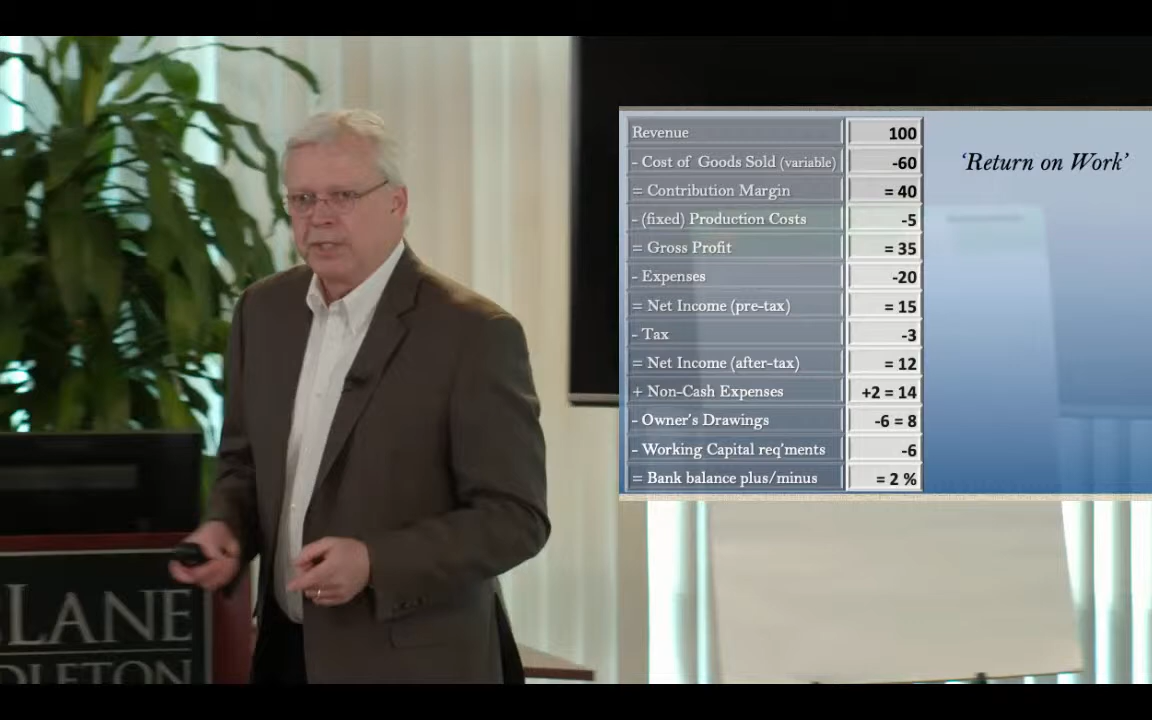 Revenue 100
- Cost of Goods Sold (variable) -60
= Contribution Margin = 40
- (fixed) Production Costs -5
= Gross Profit = 35
- Expenses -20
= Net Income (pre-tax) = 15
- Tax -3
= Net Income (after-tax) = 12
+ Non-Cash Expenses +2 = 14
- Owner's Drawings -6 = 8
- Working Capital req'ments -6
= Bank balance plus/minus = 2 %
‘Return on Work’
LANE
DLETON